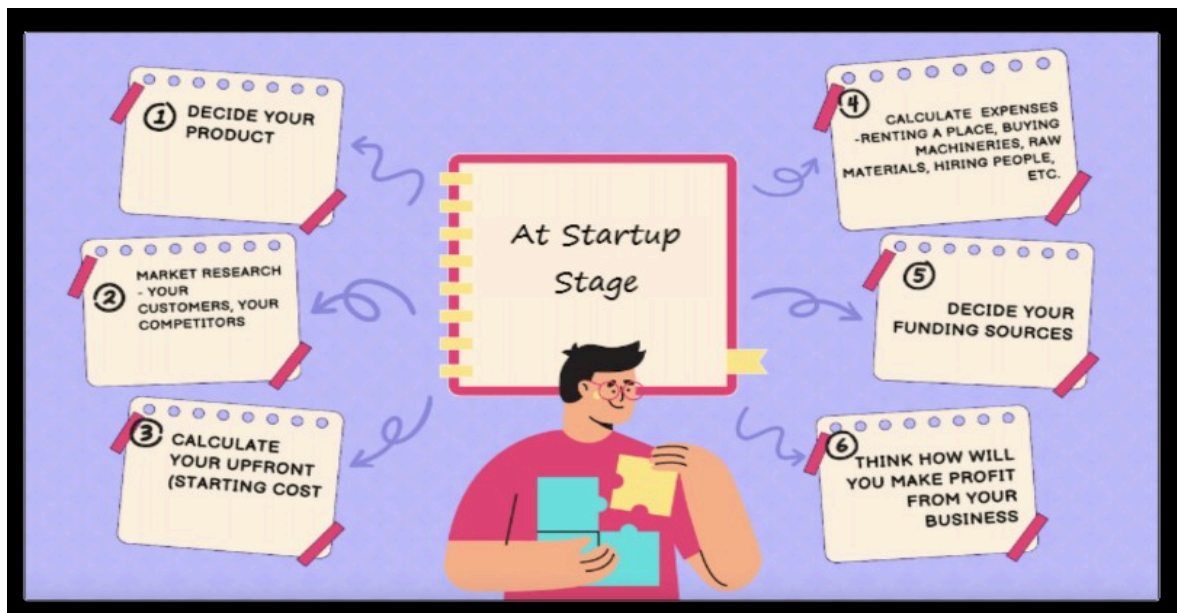 At Startup
Stage
1 DECIDE YOUR
PRODUCT
2 MARKET RESEARCH
- YOUR
CUSTOMERS, YOUR
COMPETITORS
3 CALCULATE
YOUR UPFRONT
(STARTING COST
4 CALCULATE EXPENSES
-RENTING A PLACE, BUYING
MACHINERIES, RAW
MATERIALS, HIRING PEOPLE,
ETC.
5 DECIDE YOUR
FUNDING SOURCES
6 THINK HOW WILL
YOU MAKE PROFIT
FROM YOUR
BUSINESS